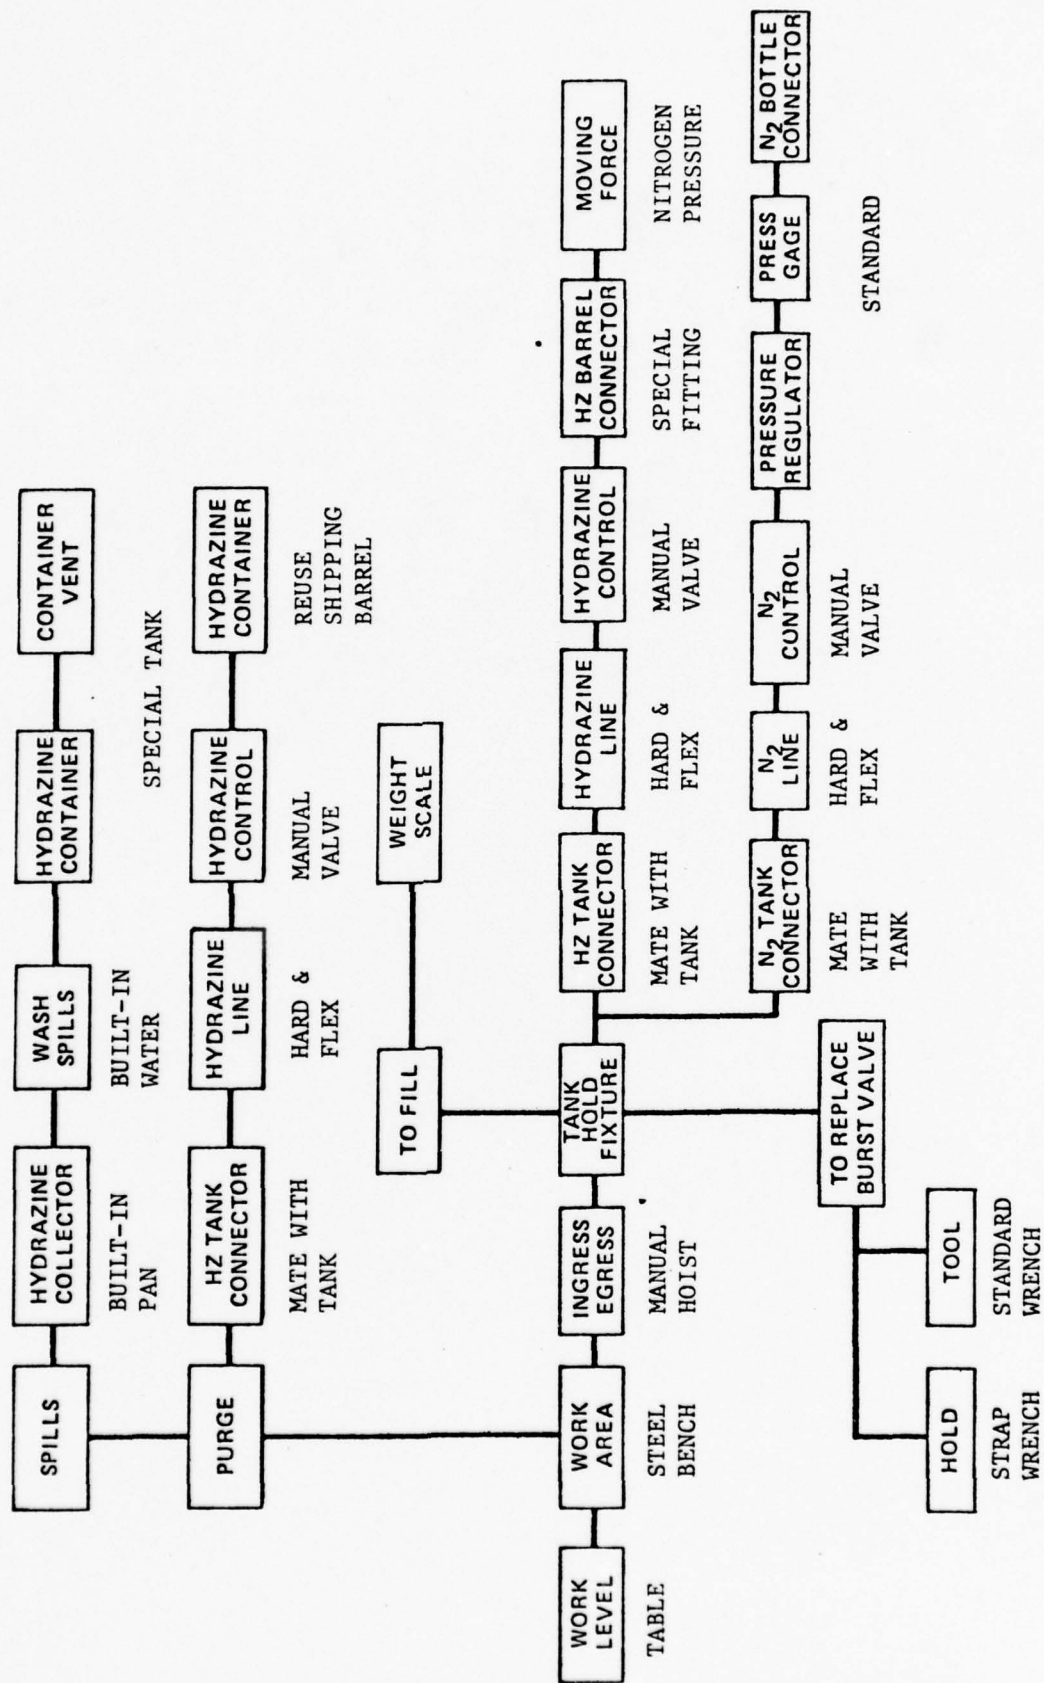 SPILLS
HYDRAZINE
COLLECTOR
BUILT-IN
PAN
WASH
SPILLS
BUILT-IN
WATER
HYDRAZINE
CONTAINER
CONTAINER
VENT
SPECIAL TANK
PURGE
HZ TANK
CONNECTOR
MATE WITH
TANK
HYDRAZINE
LINE
HARD &
FLEX
HYDRAZINE
CONTROL
MANUAL
VALVE
HYDRAZINE
CONTAINER
REUSE
SHIPPING
BARREL
TO FILL
WEIGHT
SCALE
WORK
LEVEL
TABLE
WORK
AREA
STEEL
BENCH
INGRESS
EGRESS
MANUAL
HOIST
TANK
HOLD
FIXTURE
HZ TANK
CONNECTOR
MATE WITH
TANK
HYDRAZINE
LINE
HARD &
FLEX
HYDRAZINE
CONTROL
MANUAL
VALVE
HZ BARREL
CONNECTOR
SPECIAL
FITTING
MOVING
FORCE
NITROGEN
PRESSURE
N2 TANK
CONNECTOR
MATE
WITH
TANK
N2
LINE
HARD &
FLEX
N2
CONTROL
MANUAL
VALVE
PRESSURE
REGULATOR
PRESS
GAGE
N2 BOTTLE
CONNECTOR
STANDARD
TO REPLACE
BURST VALVE
HOLD
STRAP
WRENCH
TOOL
STANDARD
WRENCH